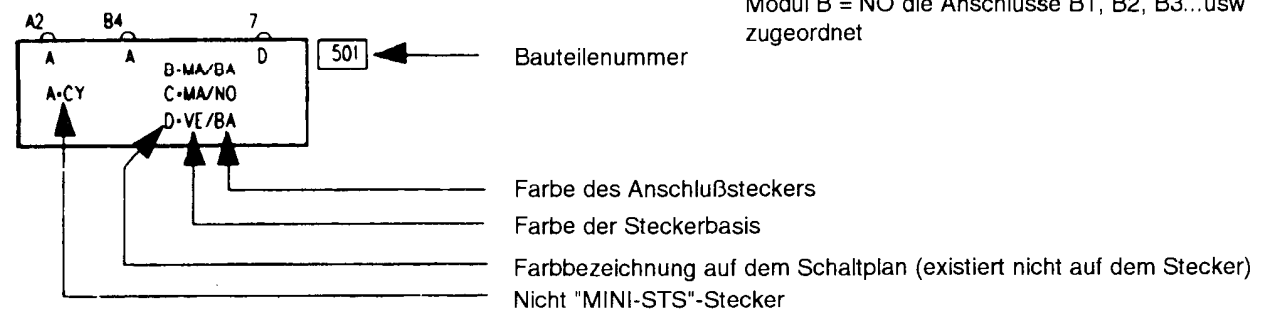 Modul B = NO die Anschlüsse B1, B2, B3...usw
zugeordnet
A2 B4 7
A A D
501
Bauteilenummer
B·MA/BA
A·CY C·MA/NO
D·VE/BA
Farbe des Anschlußsteckers
Farbe der Steckerbasis
Farbbezeichnung auf dem Schaltplan (existiert nicht auf dem Stecker)
Nicht "MINI-STS"-Stecker